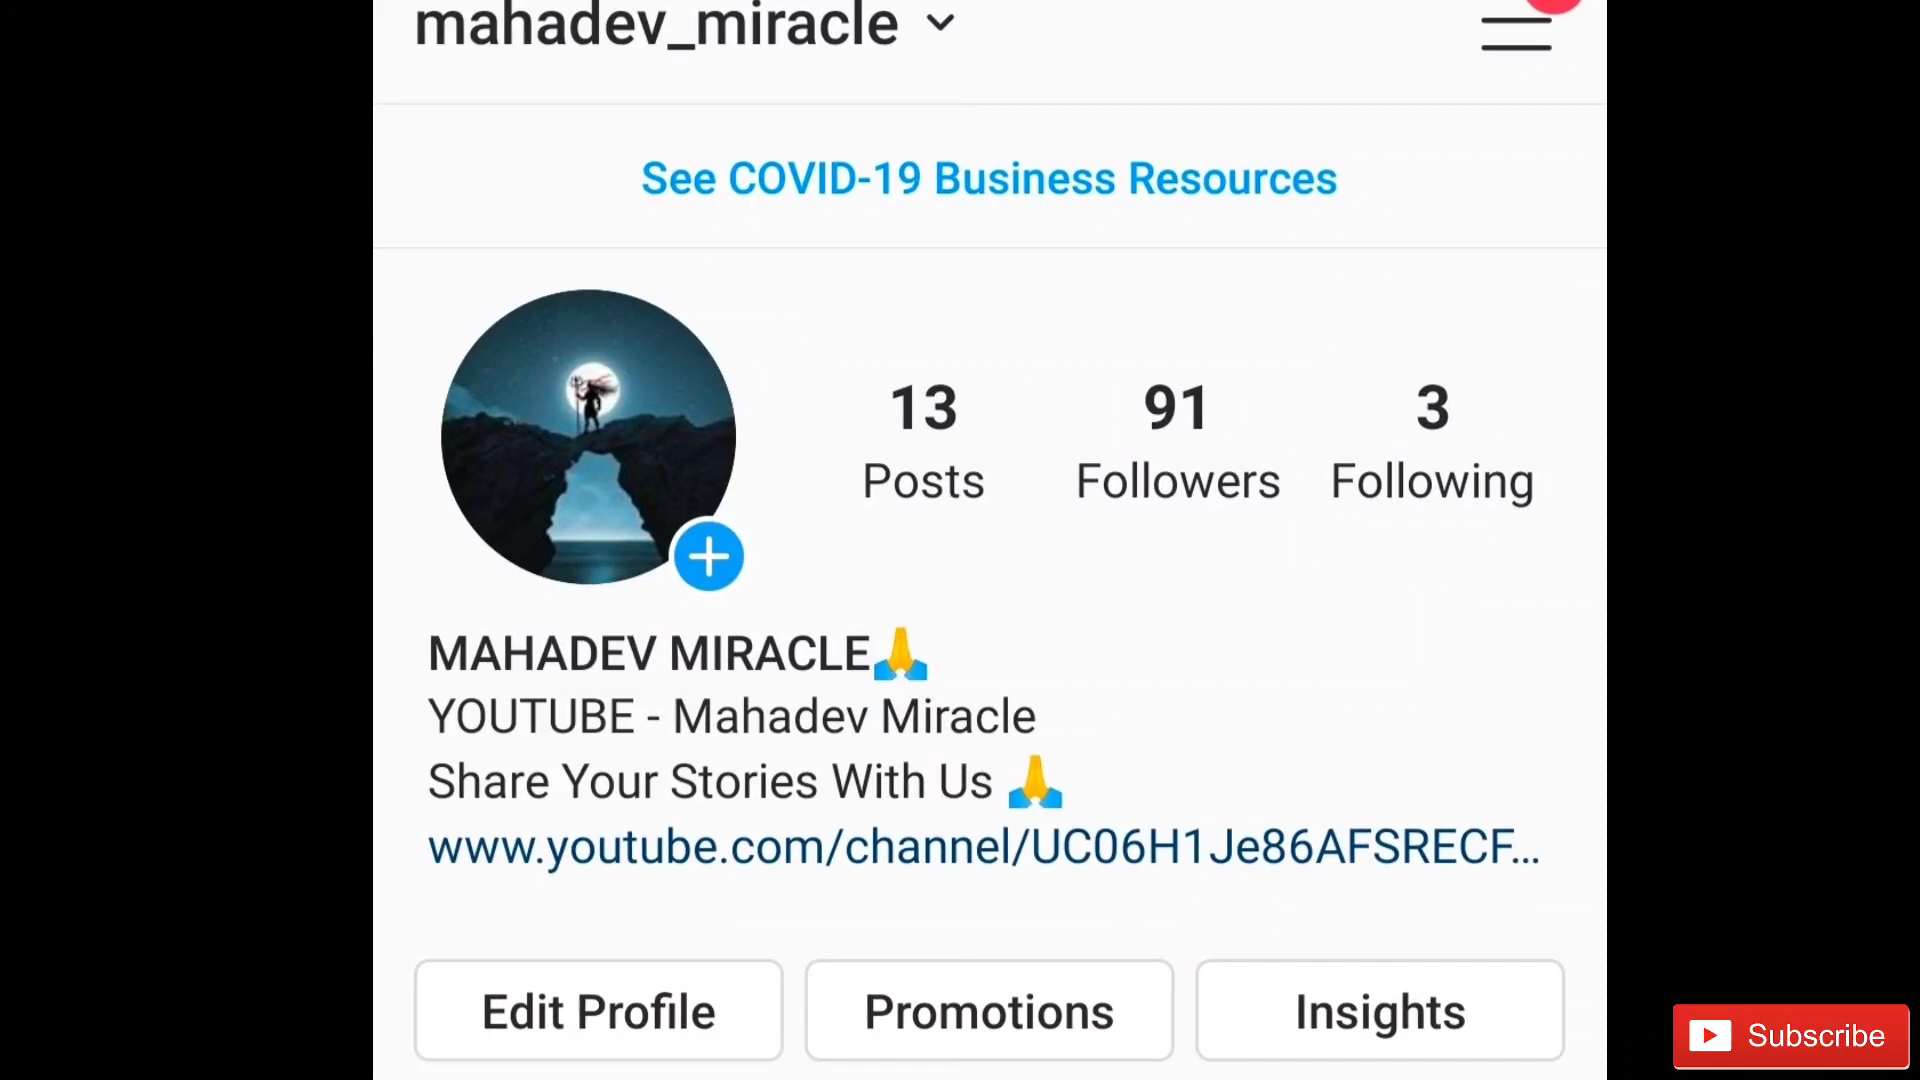 mahadev_miracle
See COVID-19 Business Resources
13 91 3
Posts Followers Following
MAHADEV MIRACLE🙏
YOUTUBE - Mahadev Miracle
Share Your Stories With Us 🙏
www.youtube.com/channel/UC06H1Je86AFSRECF...
Edit Profile Promotions Insights
Subscribe